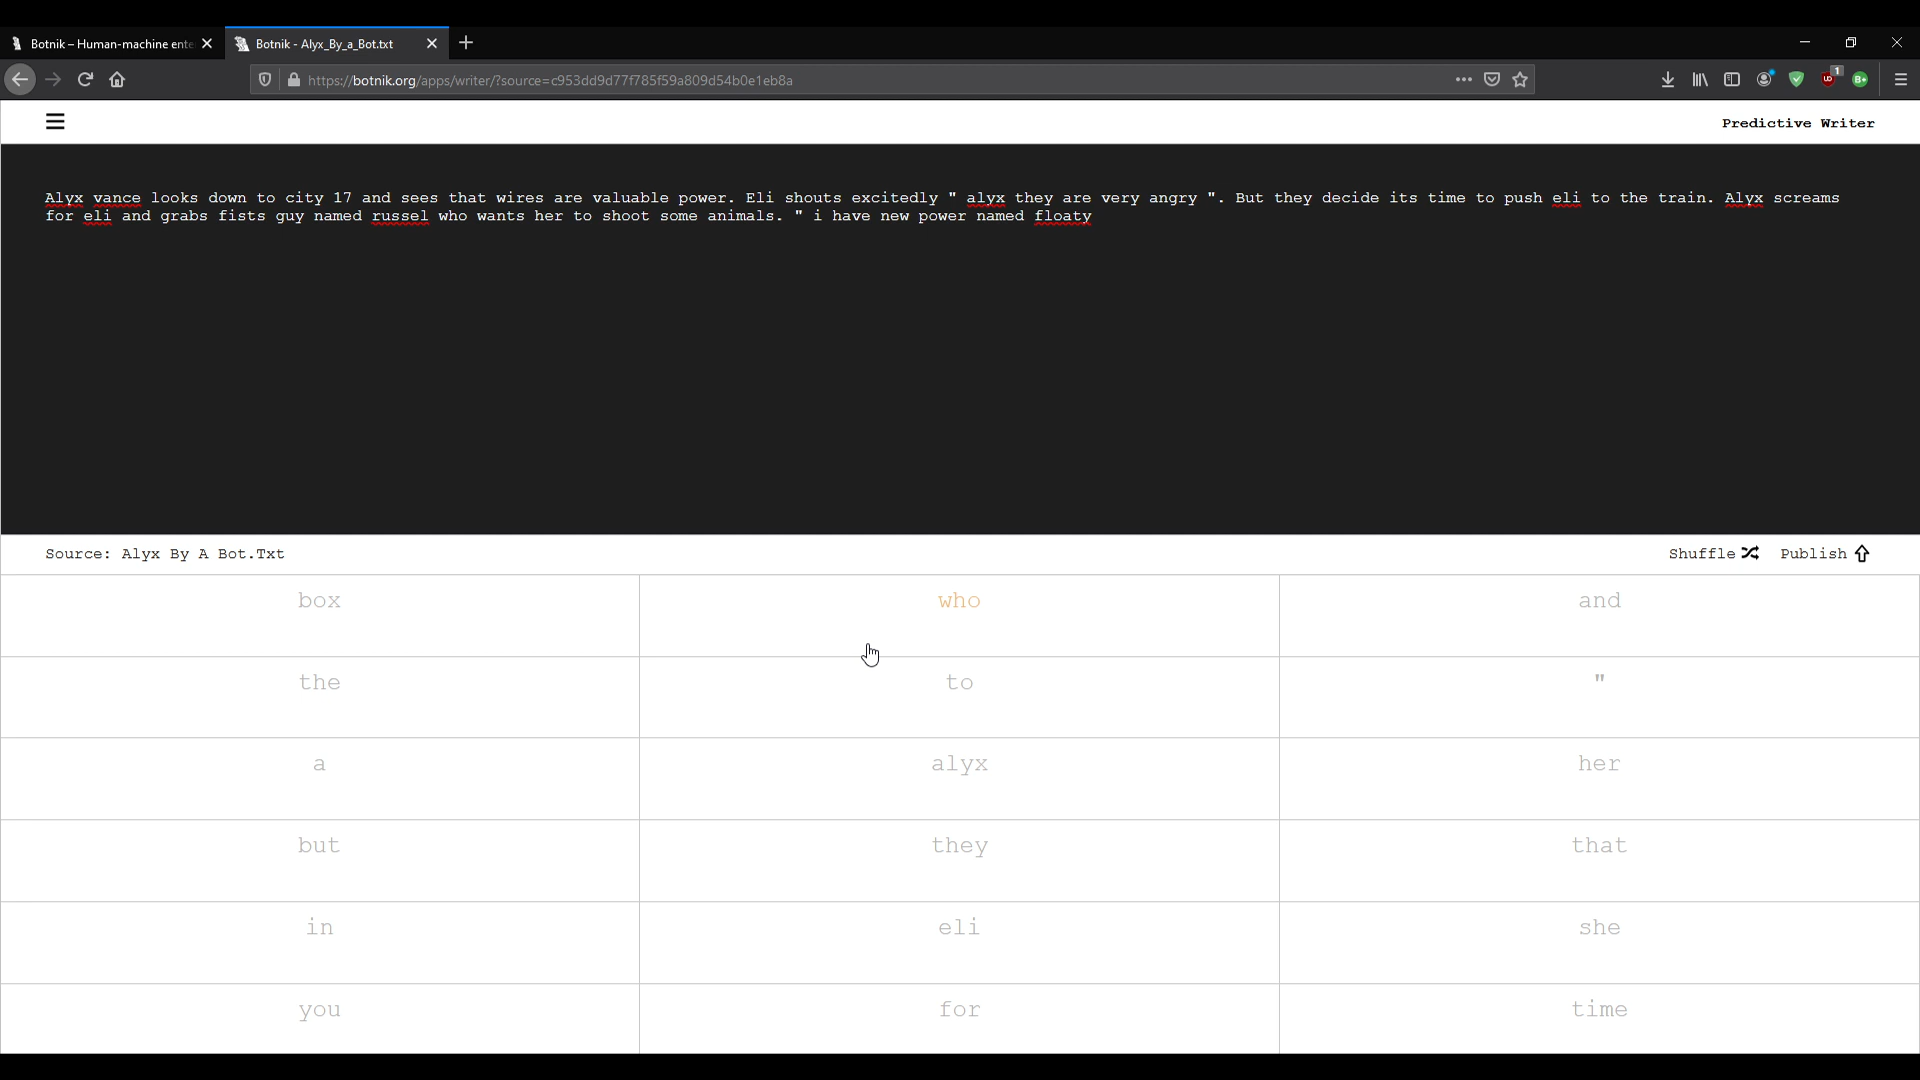 Botnik – Human-machine ente
Botnik - Alyx_By_a_Bot.txt
https://botnik.org/apps/writer/?source=c953dd9d77f785f59a809d54b0e1eb8a
1
UD
B+
Predictive Writer
Alyx vance looks down to city 17 and sees that wires are valuable power. Eli shouts excitedly " alyx they are very angry ". But they decide its time to push eli to the train. Alyx screams
for eli and grabs fists guy named russel who wants her to shoot some animals. " i have new power named floaty
Source: Alyx By A Bot.Txt
Shuffle
Publish
box who and
the to "
a alyx her
but they that
in eli she
you for time